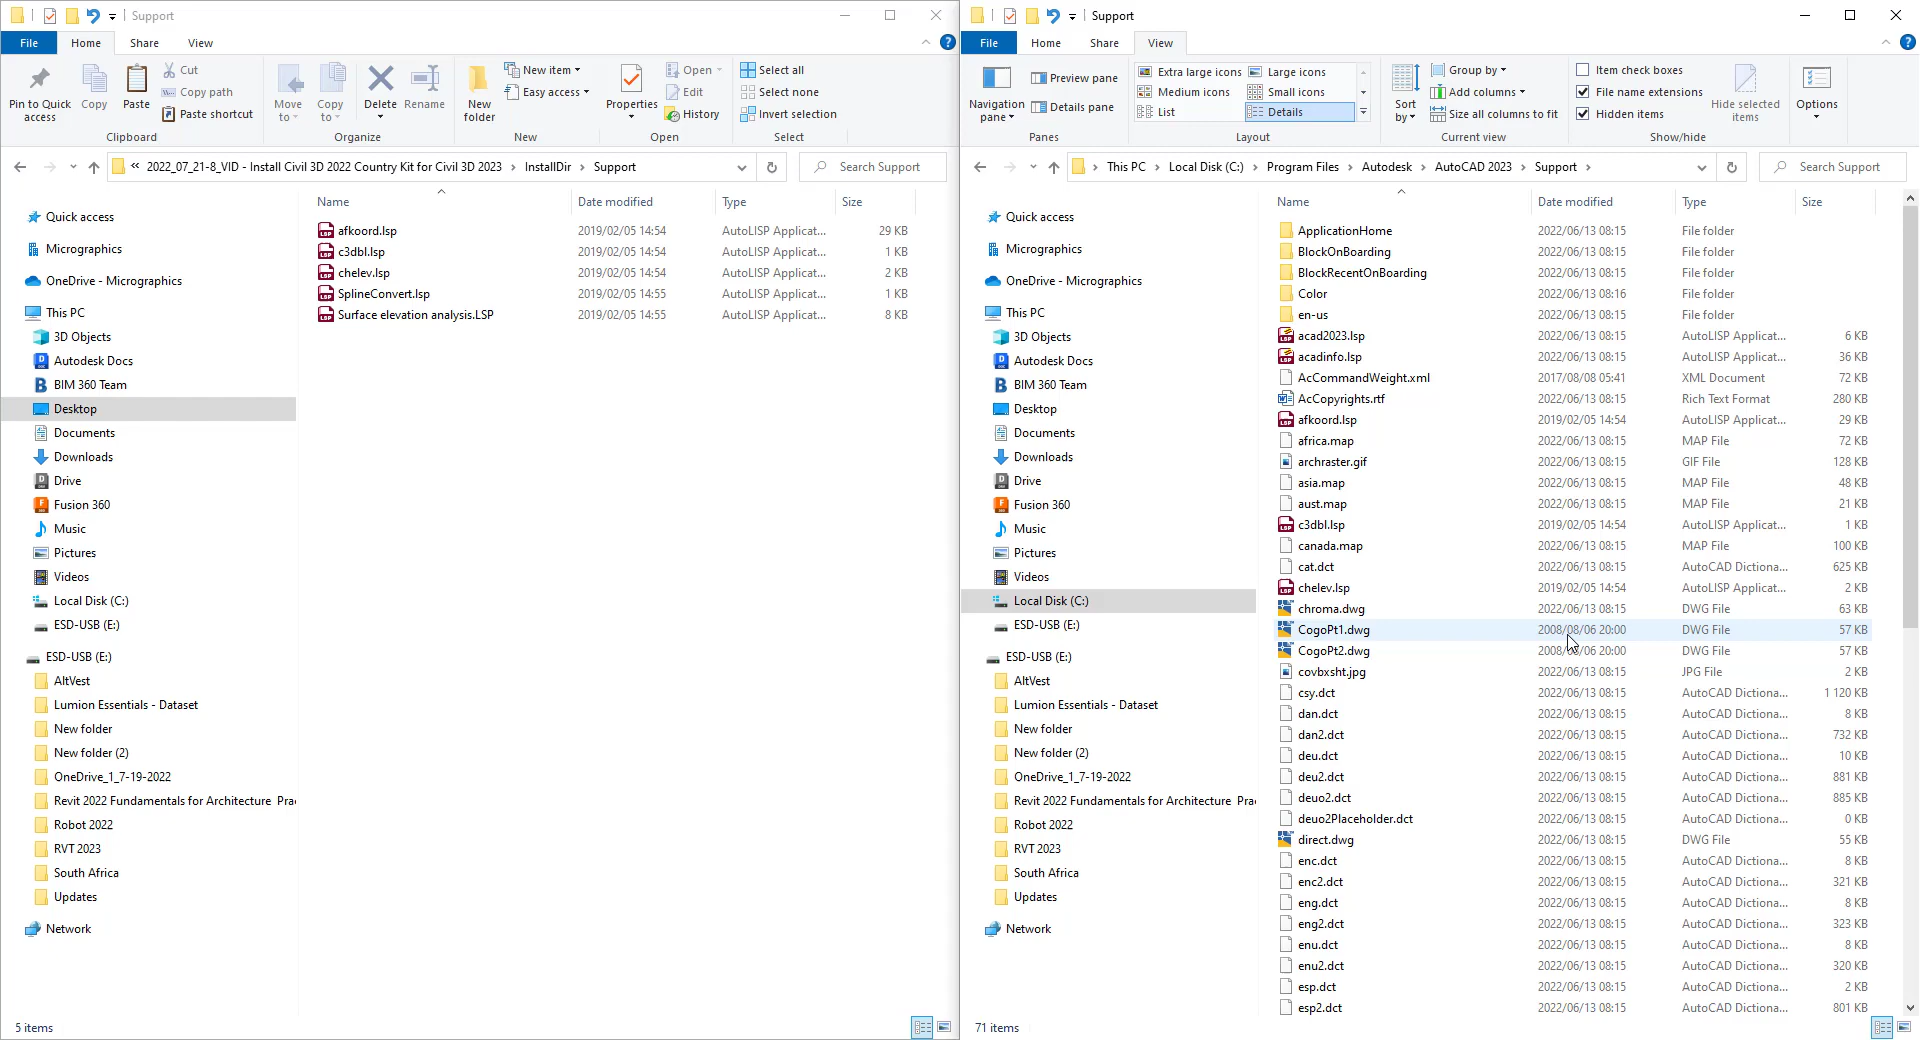 Support
File
Home
Share
View
Pin to Quick access
Copy
Paste
Cut
Copy path
Paste shortcut
Clipboard
Move to
Copy to
Delete
Rename
Organize
New folder
New item
Easy access
New
Properties
Open
Edit
History
Open
Select all
Select none
Invert selection
Select
« 2022_07_21-8_VID - Install Civil 3D 2022 Country Kit for Civil 3D 2023 › InstallDir › Support
Search Support
Quick access
Micrographics
OneDrive - Micrographics
This PC
3D Objects
Autodesk Docs
BIM 360 Team
Desktop
Documents
Downloads
Drive
Fusion 360
Music
Pictures
Videos
Local Disk (C:)
ESD-USB (E:)
ESD-USB (E:)
AltVest
Lumion Essentials - Dataset
New folder
New folder (2)
OneDrive_1_7-19-2022
Revit 2022 Fundamentals for Architecture Prac
Robot 2022
RVT 2023
South Africa
Updates
Network
Name Date modified Type Size
afkoord.lsp 2019/02/05 14:54 AutoLISP Applicat... 29 KB
c3dbl.lsp 2019/02/05 14:54 AutoLISP Applicat... 1 KB
chelev.lsp 2019/02/05 14:54 AutoLISP Applicat... 2 KB
SplineConvert.lsp 2019/02/05 14:55 AutoLISP Applicat... 1 KB
Surface elevation analysis.LSP 2019/02/05 14:55 AutoLISP Applicat... 8 KB
5 items
Support
File
Home
Share
View
Navigation pane
Preview pane
Details pane
Panes
Extra large icons
Large icons
Medium icons
Small icons
List
Details
Layout
Sort by
Group by
Add columns
Size all columns to fit
Current view
Item check boxes
File name extensions
Hidden items
Hide selected items
Show/hide
Options
› This PC › Local Disk (C:) › Program Files › Autodesk › AutoCAD 2023 › Support ›
Search Support
Quick access
Micrographics
OneDrive - Micrographics
This PC
3D Objects
Autodesk Docs
BIM 360 Team
Desktop
Documents
Downloads
Drive
Fusion 360
Music
Pictures
Videos
Local Disk (C:)
ESD-USB (E:)
ESD-USB (E:)
AltVest
Lumion Essentials - Dataset
New folder
New folder (2)
OneDrive_1_7-19-2022
Revit 2022 Fundamentals for Architecture Prac
Robot 2022
RVT 2023
South Africa
Updates
Network
Name Date modified Type Size
ApplicationHome 2022/06/13 08:15 File folder
BlockOnBoarding 2022/06/13 08:15 File folder
BlockRecentOnBoarding 2022/06/13 08:15 File folder
Color 2022/06/13 08:16 File folder
en-us 2022/06/13 08:15 File folder
acad2023.lsp 2022/06/13 08:15 AutoLISP Applicat... 6 KB
acadinfo.lsp 2022/06/13 08:15 AutoLISP Applicat... 36 KB
AcCommandWeight.xml 2017/08/08 05:41 XML Document 72 KB
AcCopyrights.rtf 2022/06/13 08:15 Rich Text Format 280 KB
afkoord.lsp 2019/02/05 14:54 AutoLISP Applicat... 29 KB
africa.map 2022/06/13 08:15 MAP File 72 KB
archraster.gif 2022/06/13 08:15 GIF File 128 KB
asia.map 2022/06/13 08:15 MAP File 48 KB
aust.map 2022/06/13 08:15 MAP File 21 KB
c3dbl.lsp 2019/02/05 14:54 AutoLISP Applicat... 1 KB
canada.map 2022/06/13 08:15 MAP File 100 KB
cat.dct 2022/06/13 08:15 AutoCAD Dictiona... 625 KB
chelev.lsp 2019/02/05 14:54 AutoLISP Applicat... 2 KB
chroma.dwg 2022/06/13 08:15 DWG File 63 KB
CogoPt1.dwg 2008/08/06 20:00 DWG File 57 KB
CogoPt2.dwg 2008/08/06 20:00 DWG File 57 KB
covbxsht.jpg 2022/06/13 08:15 JPG File 2 KB
csy.dct 2022/06/13 08:15 AutoCAD Dictiona... 1 120 KB
dan.dct 2022/06/13 08:15 AutoCAD Dictiona... 8 KB
dan2.dct 2022/06/13 08:15 AutoCAD Dictiona... 732 KB
deu.dct 2022/06/13 08:15 AutoCAD Dictiona... 10 KB
deu2.dct 2022/06/13 08:15 AutoCAD Dictiona... 881 KB
deuo2.dct 2022/06/13 08:15 AutoCAD Dictiona... 885 KB
deuo2Placeholder.dct 2022/06/13 08:15 AutoCAD Dictiona... 0 KB
direct.dwg 2022/06/13 08:15 DWG File 55 KB
enc.dct 2022/06/13 08:15 AutoCAD Dictiona... 8 KB
enc2.dct 2022/06/13 08:15 AutoCAD Dictiona... 321 KB
eng.dct 2022/06/13 08:15 AutoCAD Dictiona... 8 KB
eng2.dct 2022/06/13 08:15 AutoCAD Dictiona... 323 KB
enu.dct 2022/06/13 08:15 AutoCAD Dictiona... 8 KB
enu2.dct 2022/06/13 08:15 AutoCAD Dictiona... 320 KB
esp.dct 2022/06/13 08:15 AutoCAD Dictiona... 2 KB
esp2.dct 2022/06/13 08:15 AutoCAD Dictiona... 801 KB
71 items